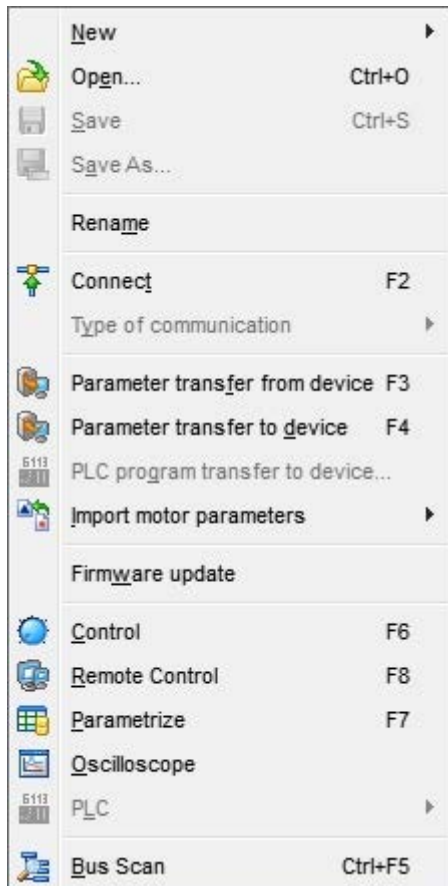 New
Open... Ctrl+O
Save Ctrl+S
Save As...
Rename
Connect F2
Type of communication
Parameter transfer from device F3
Parameter transfer to device F4
PLC program transfer to device...
Import motor parameters
Firmware update
Control F6
Remote Control F8
Parametrize F7
Oscilloscope
PLC
Bus Scan Ctrl+F5